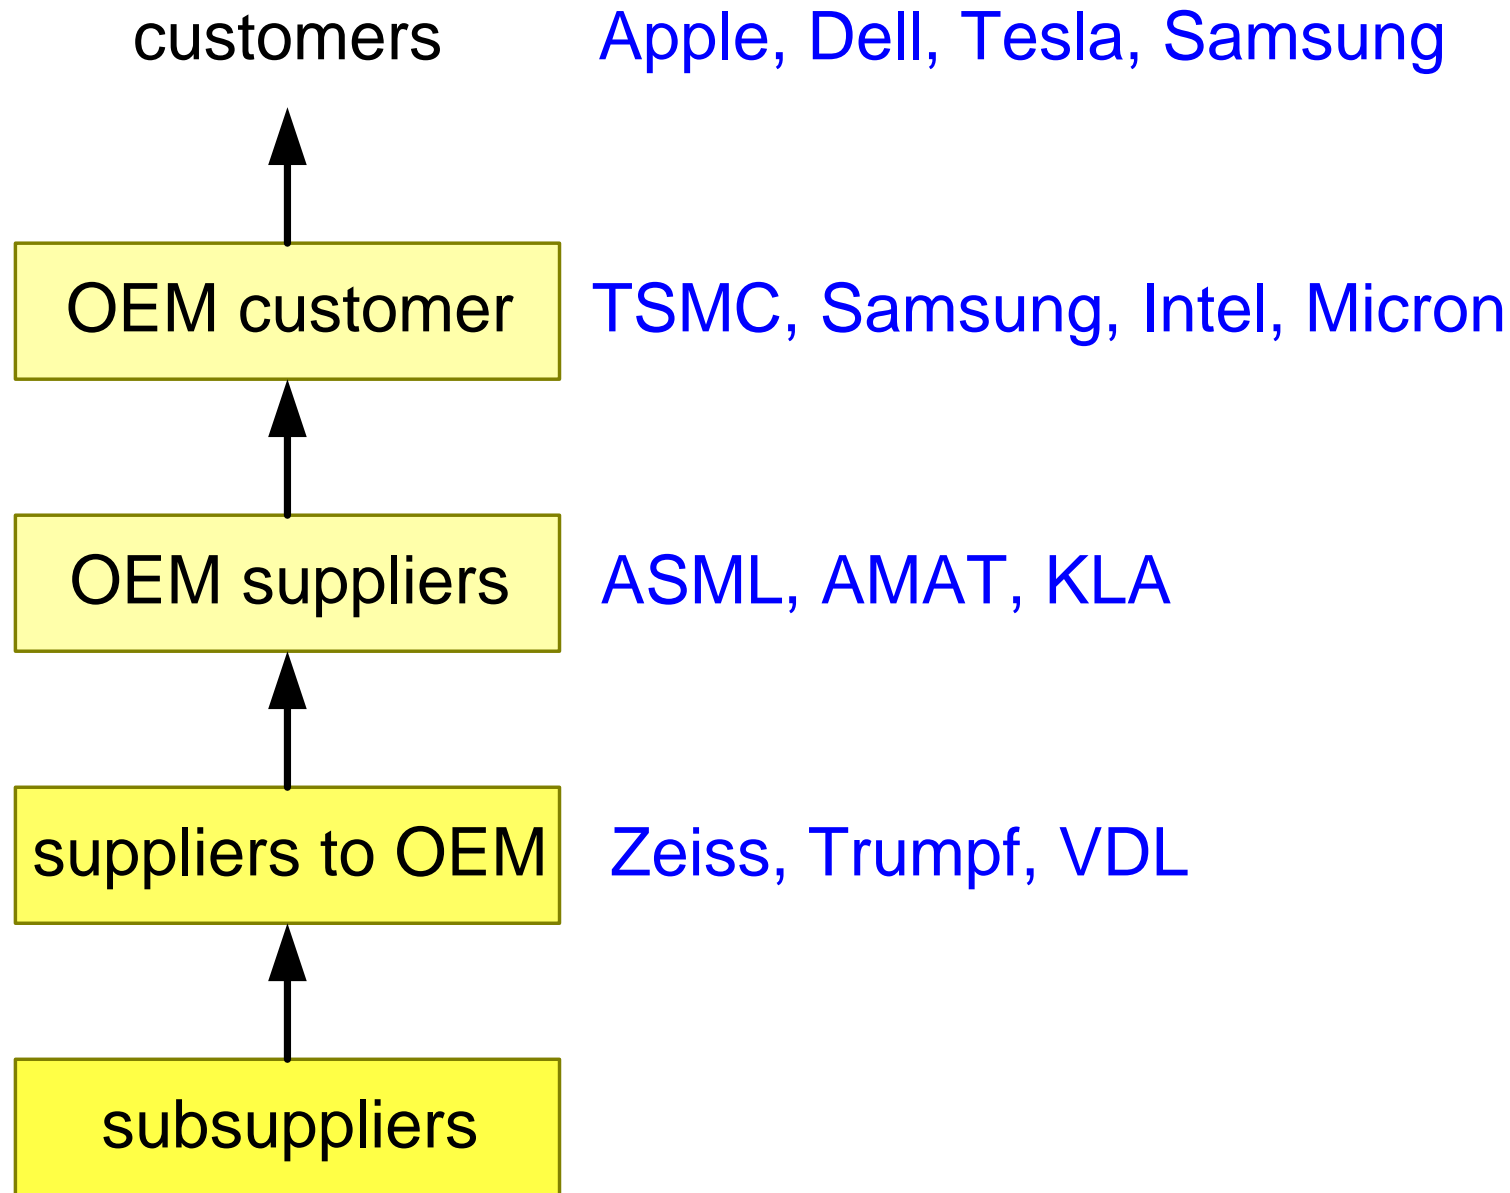 customers Apple, Dell, Tesla, Samsung
OEM customer TSMC, Samsung, Intel, Micron
OEM suppliers ASML, AMAT, KLA
suppliers to OEM Zeiss, Trumpf, VDL
subsuppliers